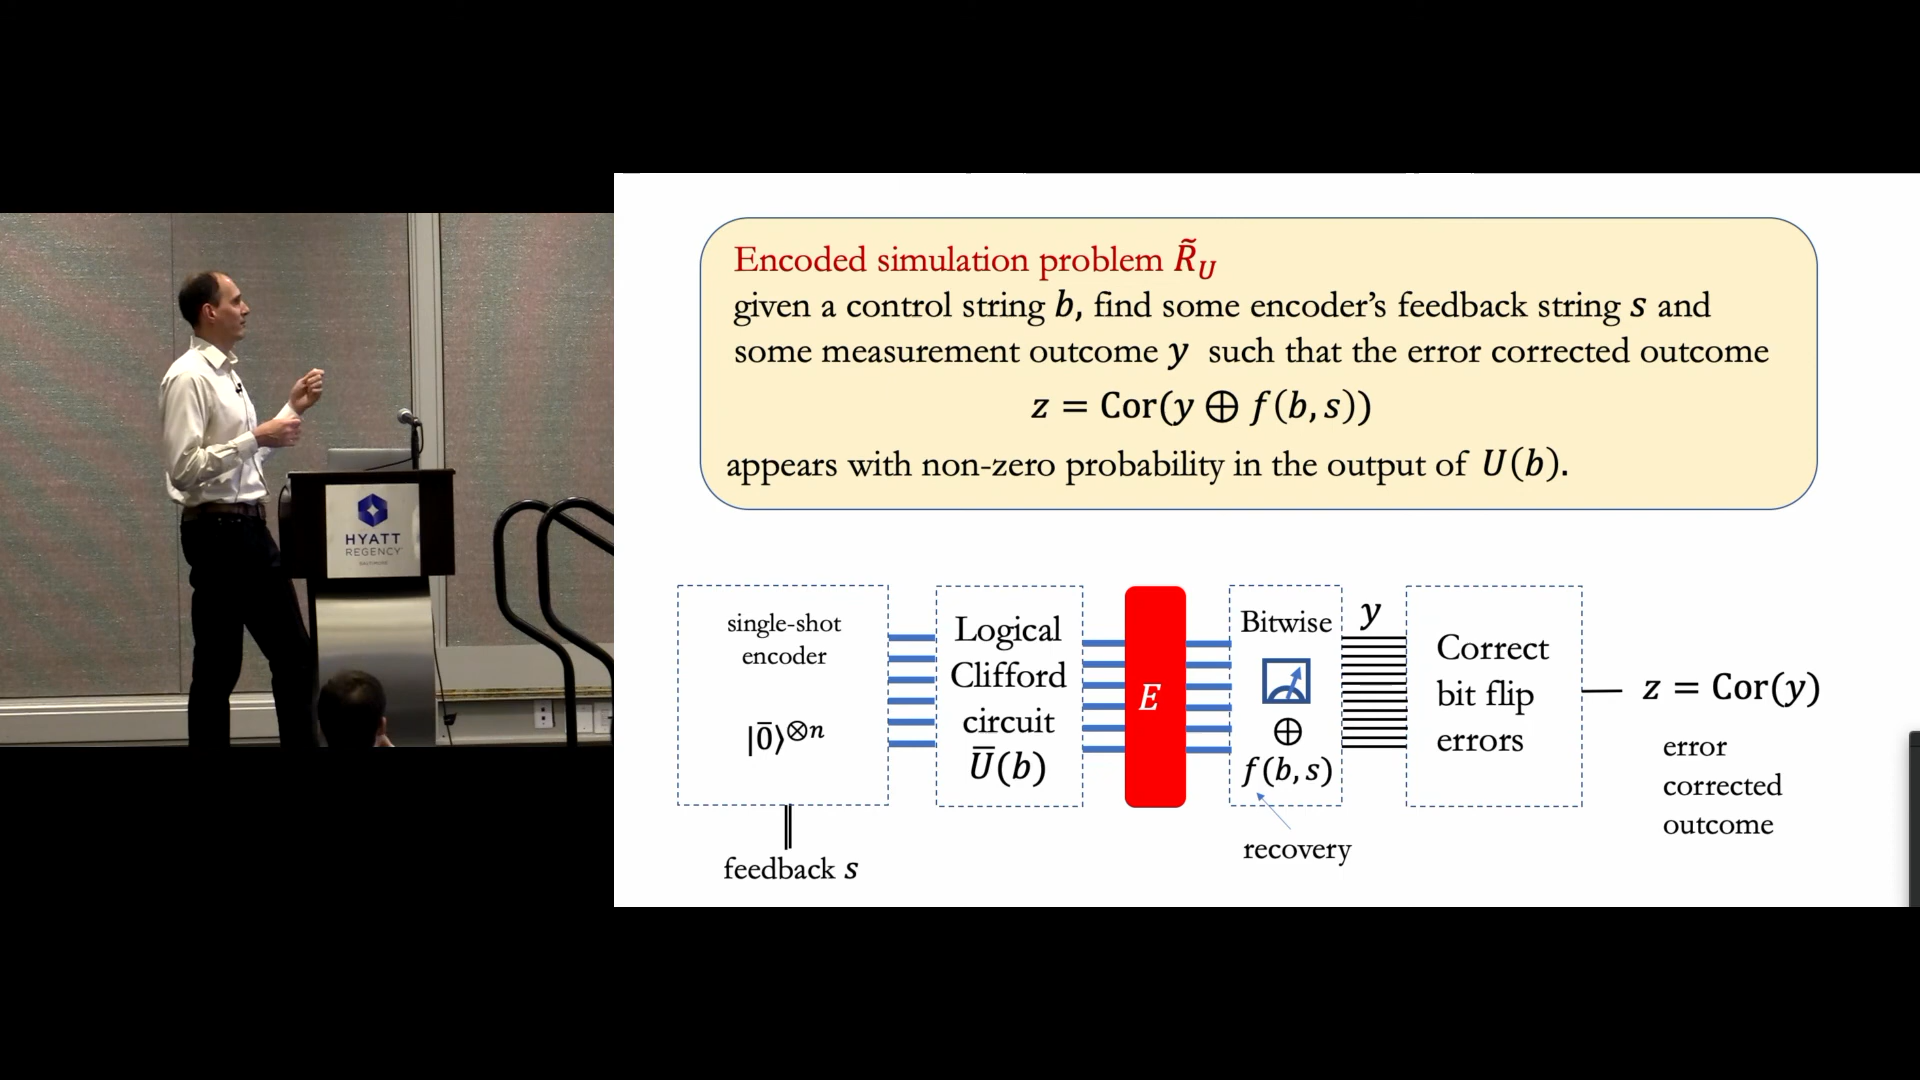 Encoded simulation problem R̃_U
given a control string b, find some encoder's feedback string s and
some measurement outcome y such that the error corrected outcome
z = Cor(y ⊕ f(b, s))
appears with non-zero probability in the output of U(b).
single-shot
encoder
|0̄⟩^⊗n
feedback s
Logical
Clifford
circuit
Ū(b)
E
Bitwise
⊕
f(b, s)
recovery
y
Correct
bit flip
errors
z = Cor(y)
error
corrected
outcome
HYATT
REGENCY
BALTIMORE